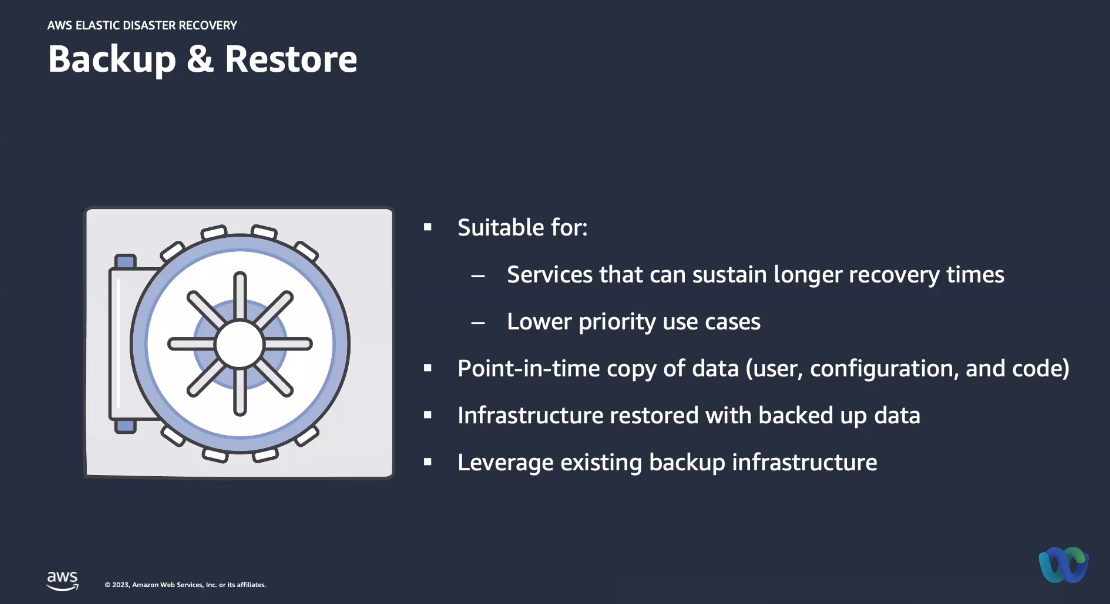 AWS ELASTIC DISASTER RECOVERY
Backup & Restore
▪ Suitable for:
– Services that can sustain longer recovery times
– Lower priority use cases
▪ Point-in-time copy of data (user, configuration, and code)
▪ Infrastructure restored with backed up data
▪ Leverage existing backup infrastructure
aws
© 2023, Amazon Web Services, Inc. or its affiliates.